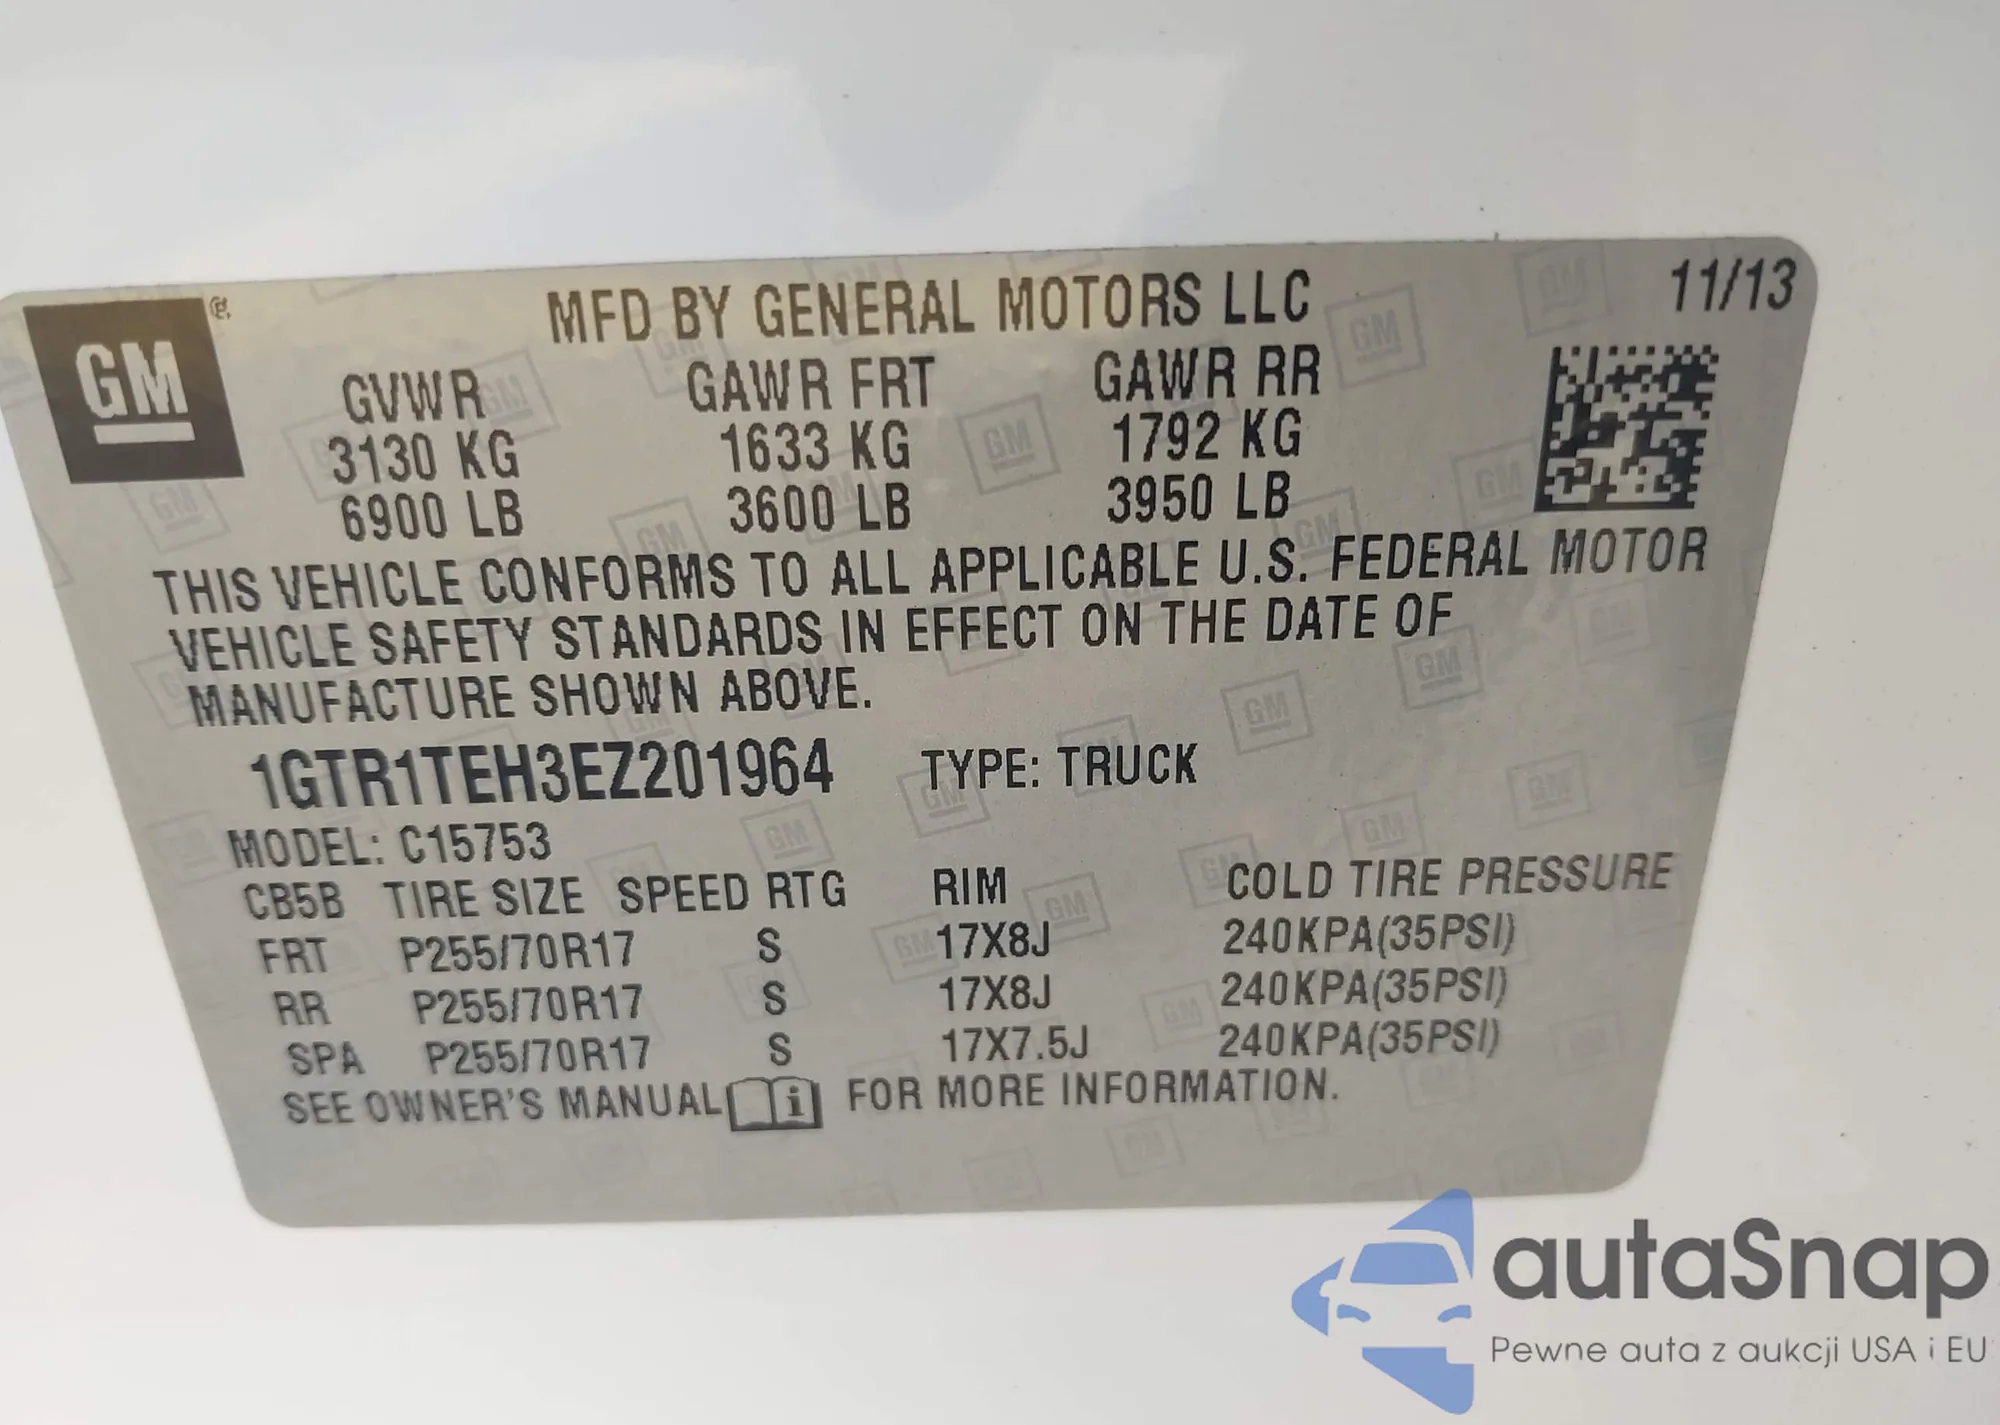 11/13
GM
MFD BY GENERAL MOTORS LLC
GVWR GAWR FRT GAWR RR
3130 KG 1633 KG 1792 KG
6900 LB 3600 LB 3950 LB
THIS VEHICLE CONFORMS TO ALL APPLICABLE U.S. FEDERAL MOTOR
VEHICLE SAFETY STANDARDS IN EFFECT ON THE DATE OF
MANUFACTURE SHOWN ABOVE.
1GTR1TEH3EZ201964 TYPE: TRUCK
MODEL: C15753
CB5B TIRE SIZE SPEED RTG RIM COLD TIRE PRESSURE
FRT P255/70R17 S 17X8J 240KPA(35PSI)
RR P255/70R17 S 17X8J 240KPA(35PSI)
SPA P255/70R17 S 17X7.5J 240KPA(35PSI)
SEE OWNER'S MANUAL i FOR MORE INFORMATION.
autaSnap
Pewne auta z aukcji USA i EU